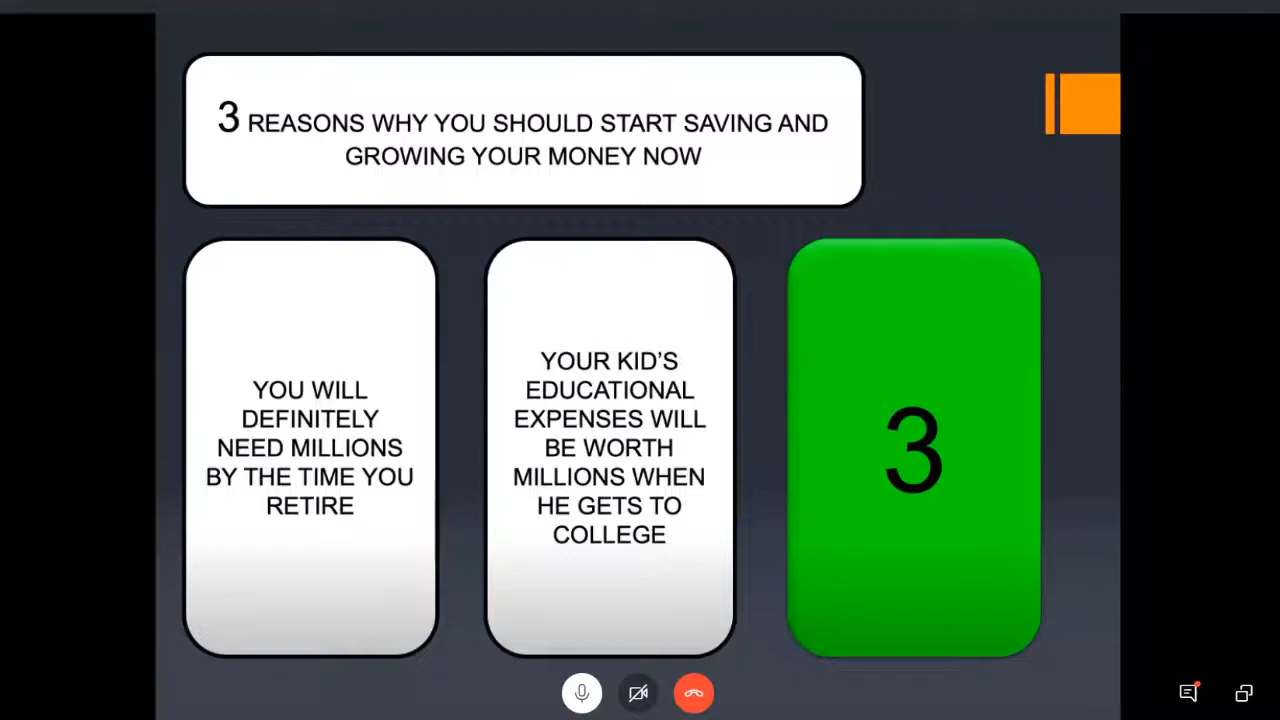 3 REASONS WHY YOU SHOULD START SAVING AND
GROWING YOUR MONEY NOW
YOU WILL
DEFINITELY
NEED MILLIONS
BY THE TIME YOU
RETIRE
YOUR KID'S
EDUCATIONAL
EXPENSES WILL
BE WORTH
MILLIONS WHEN
HE GETS TO
COLLEGE
3